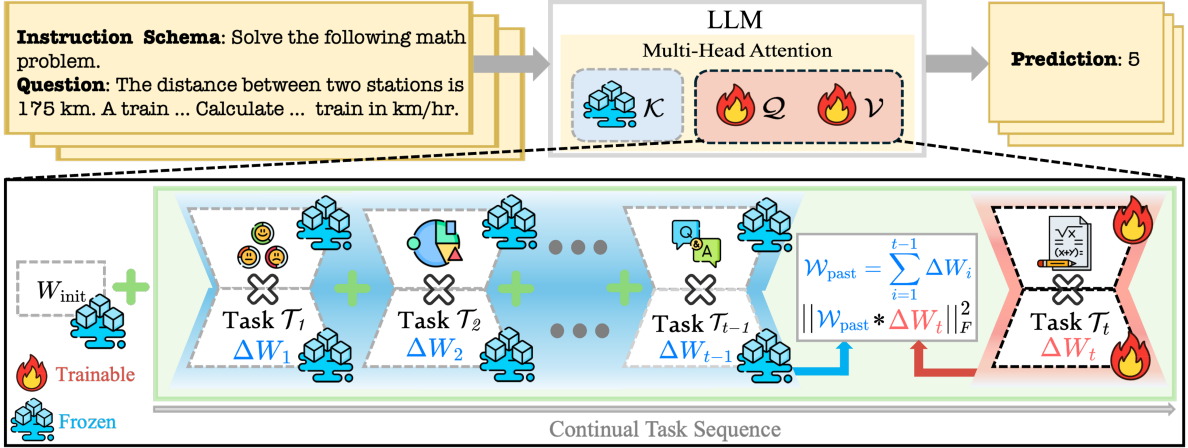 Instruction Schema: Solve the following math
problem.
Question: The distance between two stations is
175 km. A train ... Calculate ... train in km/hr.
LLM
Multi-Head Attention
K
Q
V
Prediction: 5
W_init
Q
&
A
√x
(x+y)=
Task T_1
ΔW_1
Task T_2
ΔW_2
Task T_{t-1}
ΔW_{t-1}
W_past = ∑_{i=1}^{t-1} ΔW_i
||W_past * ΔW_t||_F^2
Task T_t
ΔW_t
Trainable
Frozen
Continual Task Sequence